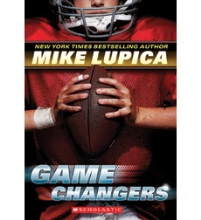 NEW YORK TIMES BESTSELLING AUTHOR
MIKE LUPICA
GAME
CHANGERS
SCHOLASTIC